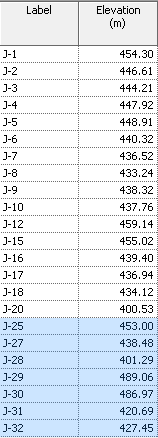 Label Elevation
(m)
J-1 454.30
J-2 446.61
J-3 444.21
J-4 447.92
J-5 448.91
J-6 440.32
J-7 436.52
J-8 433.24
J-9 438.32
J-10 437.76
J-12 459.14
J-15 455.02
J-16 439.40
J-17 436.94
J-18 434.12
J-20 400.53
J-25 453.00
J-27 438.48
J-28 401.29
J-29 489.06
J-30 486.97
J-31 420.69
J-32 427.45